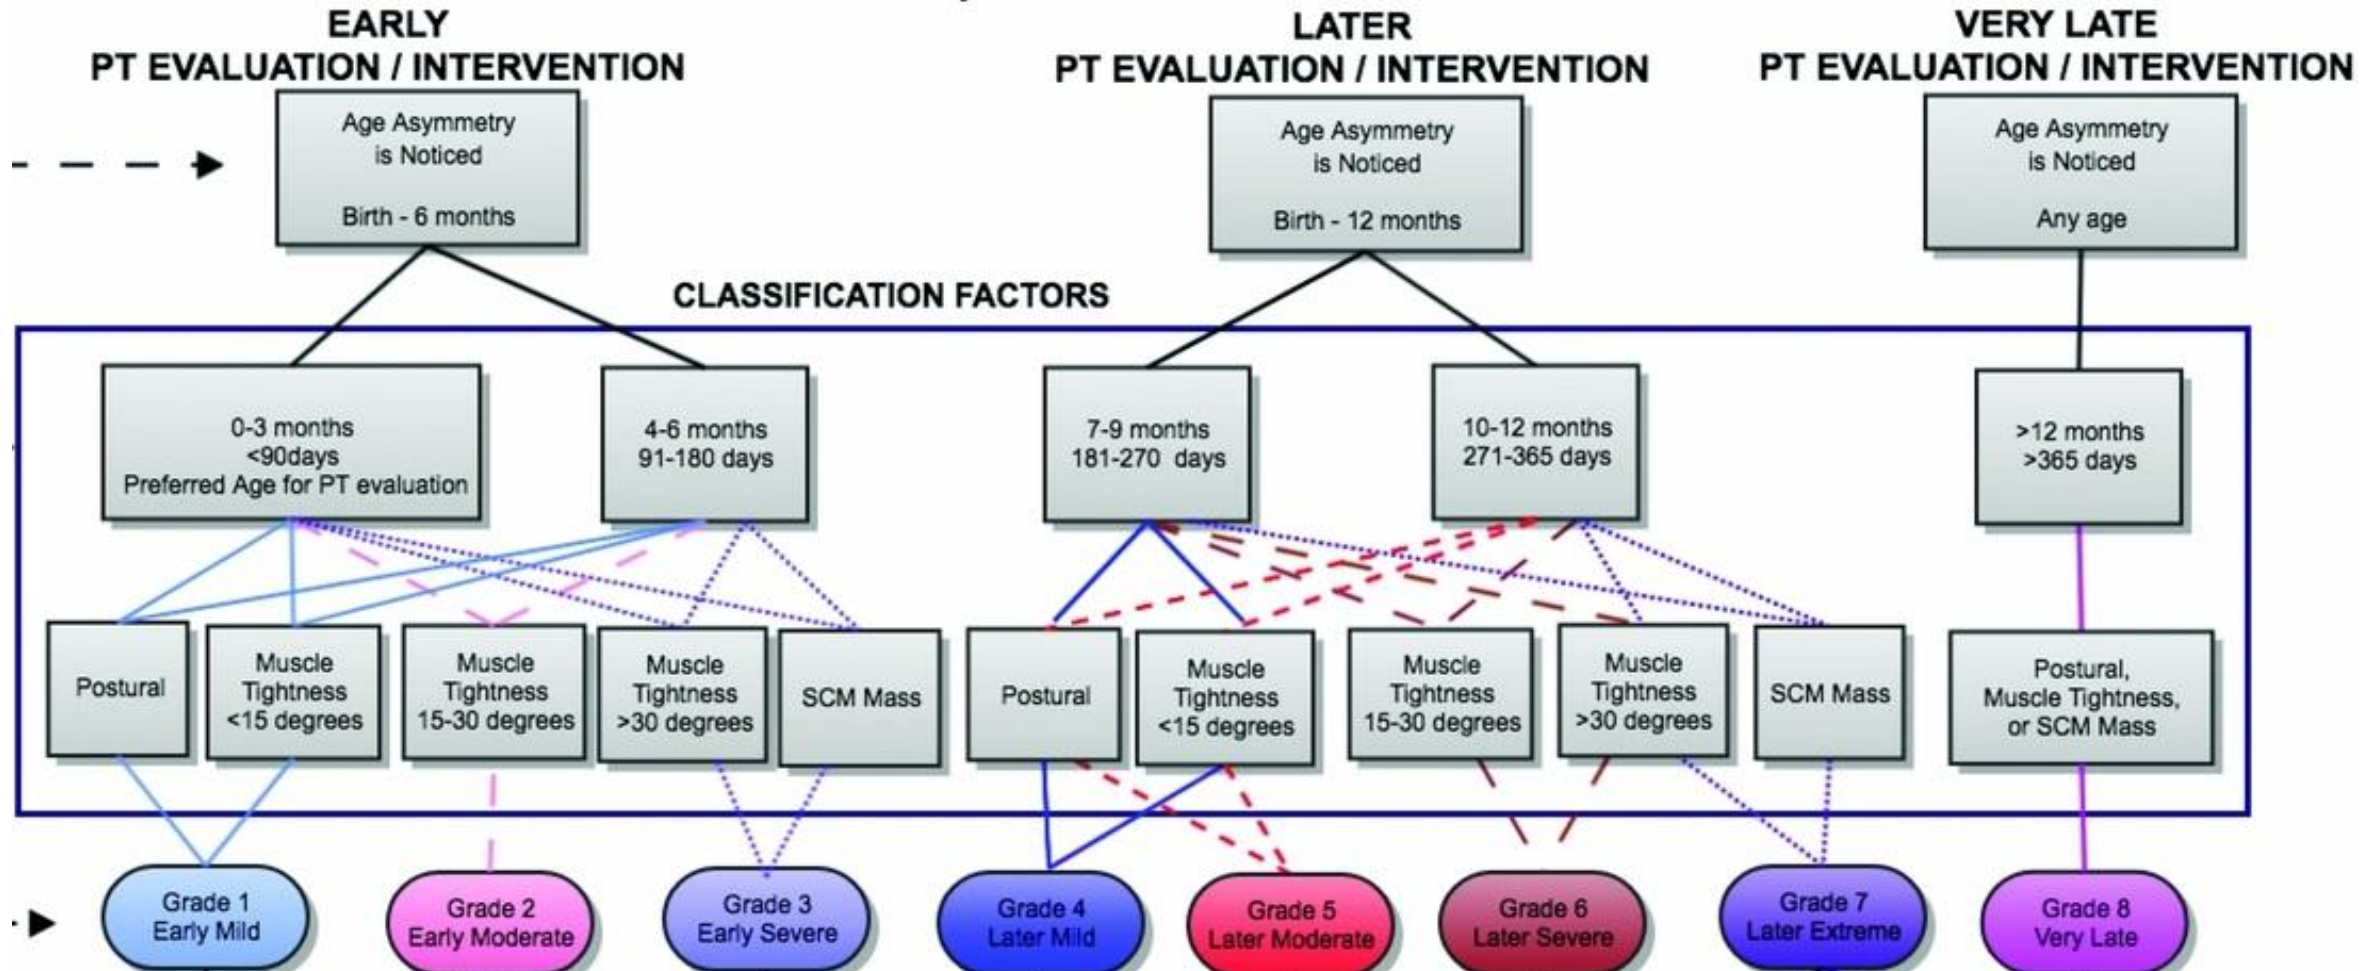 EARLY
PT EVALUATION / INTERVENTION
LATER
PT EVALUATION / INTERVENTION
VERY LATE
PT EVALUATION / INTERVENTION
Age Asymmetry
is Noticed
Birth - 6 months
Age Asymmetry
is Noticed
Birth - 12 months
Age Asymmetry
is Noticed
Any age
CLASSIFICATION FACTORS
0-3 months
<90days
Preferred Age for PT evaluation
4-6 months
91-180 days
7-9 months
181-270 days
10-12 months
271-365 days
>12 months
>365 days
Postural
Muscle
Tightness
<15 degrees
Muscle
Tightness
15-30 degrees
Muscle
Tightness
>30 degrees
SCM Mass
Postural
Muscle
Tightness
<15 degrees
Muscle
Tightness
15-30 degrees
Muscle
Tightness
>30 degrees
SCM Mass
Postural,
Muscle Tightness,
or SCM Mass
Grade 1
Early Mild
Grade 2
Early Moderate
Grade 3
Early Severe
Grade 4
Later Mild
Grade 5
Later Moderate
Grade 6
Later Severe
Grade 7
Later Extreme
Grade 8
Very Late